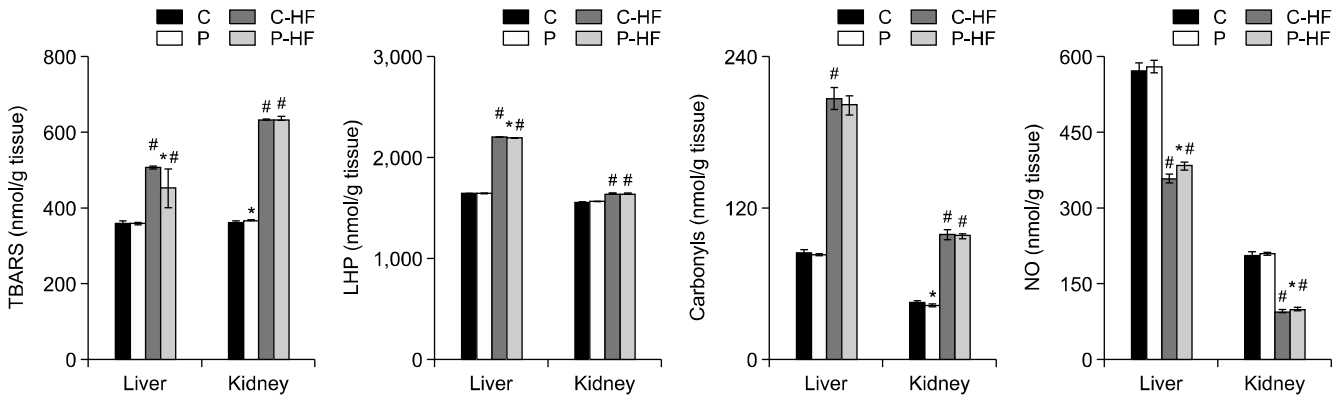 C C-HF
P P-HF
TBARS (nmol/g tissue)
800
600
400
200
0
#
*#
*
# #
Liver Kidney
C C-HF
P P-HF
LHP (nmol/g tissue)
3,000
2,000
1,000
0
#
*#
# #
Liver Kidney
C C-HF
P P-HF
Carbonyls (nmol/g tissue)
240
120
0
#
*
# #
Liver Kidney
C C-HF
P P-HF
NO (nmol/g tissue)
600
450
300
150
0
#
*#
#
*#
Liver Kidney